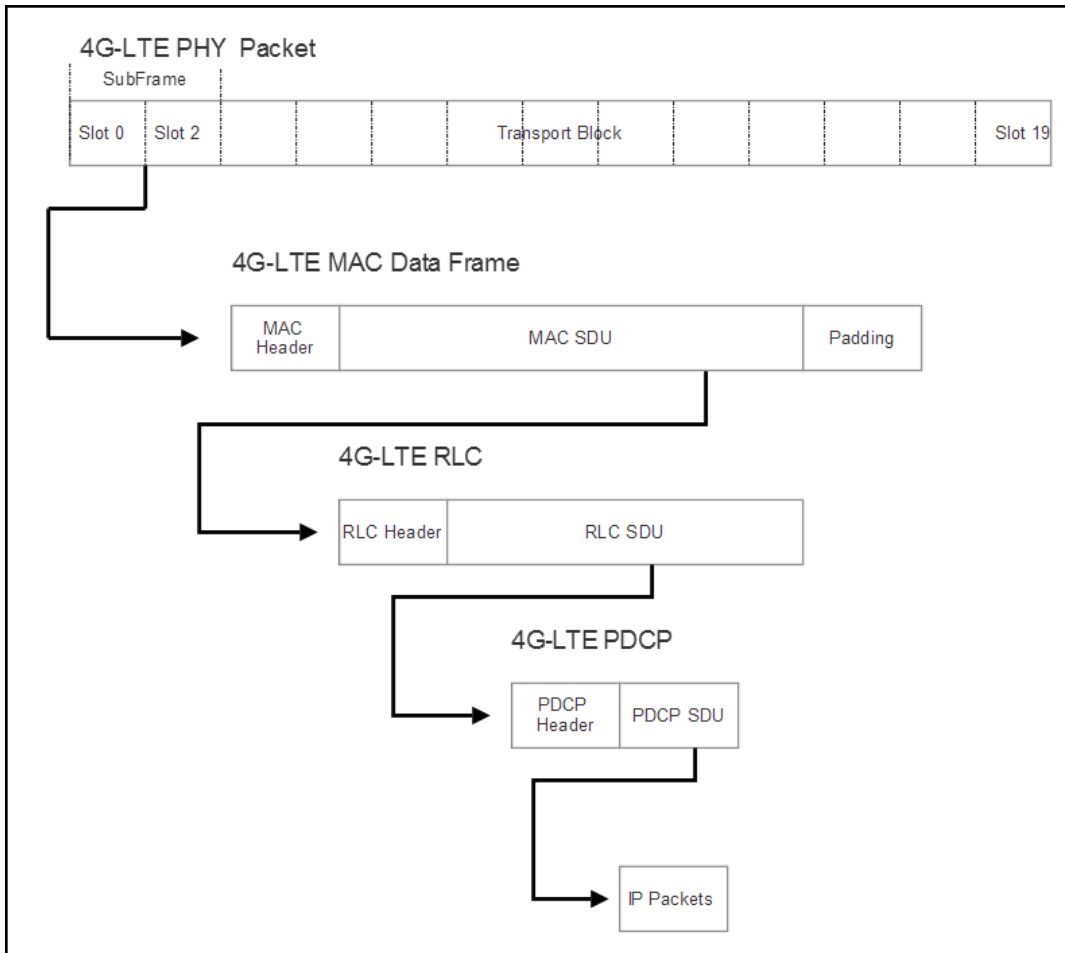 4G-LTE PHY Packet
SubFrame
Slot 0 Slot 2 Transport Block Slot 19
4G-LTE MAC Data Frame
MAC
Header
MAC SDU
Padding
4G-LTE RLC
RLC Header RLC SDU
4G-LTE PDCP
PDCP
Header
PDCP SDU
IP Packets